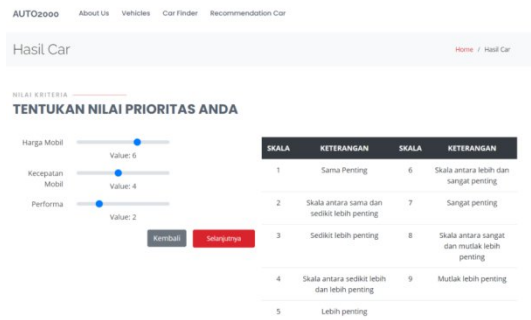 AUTO2000 About Us Vehicles Car Finder Recommendation Car
Hasil Car
Home / Hasil Car
NILAI KRITERIA
TENTUKAN NILAI PRIORITAS ANDA
Harga Mobil
Value: 6
Kecepatan
Mobil
Value: 4
Performa
Value: 2
Kembali Selanjutnya
SKALA KETERANGAN SKALA KETERANGAN
1 Sama Penting 6 Skala antara lebih dan
sangat penting
2 Skala antara sama dan 7 Sangat penting
sedikit lebih penting
3 Sedikit lebih penting 8 Skala antara sangat
dan mutlak lebih
penting
4 Skala antara sedikit lebih 9 Mutlak lebih penting
dan lebih penting
5 Lebih penting